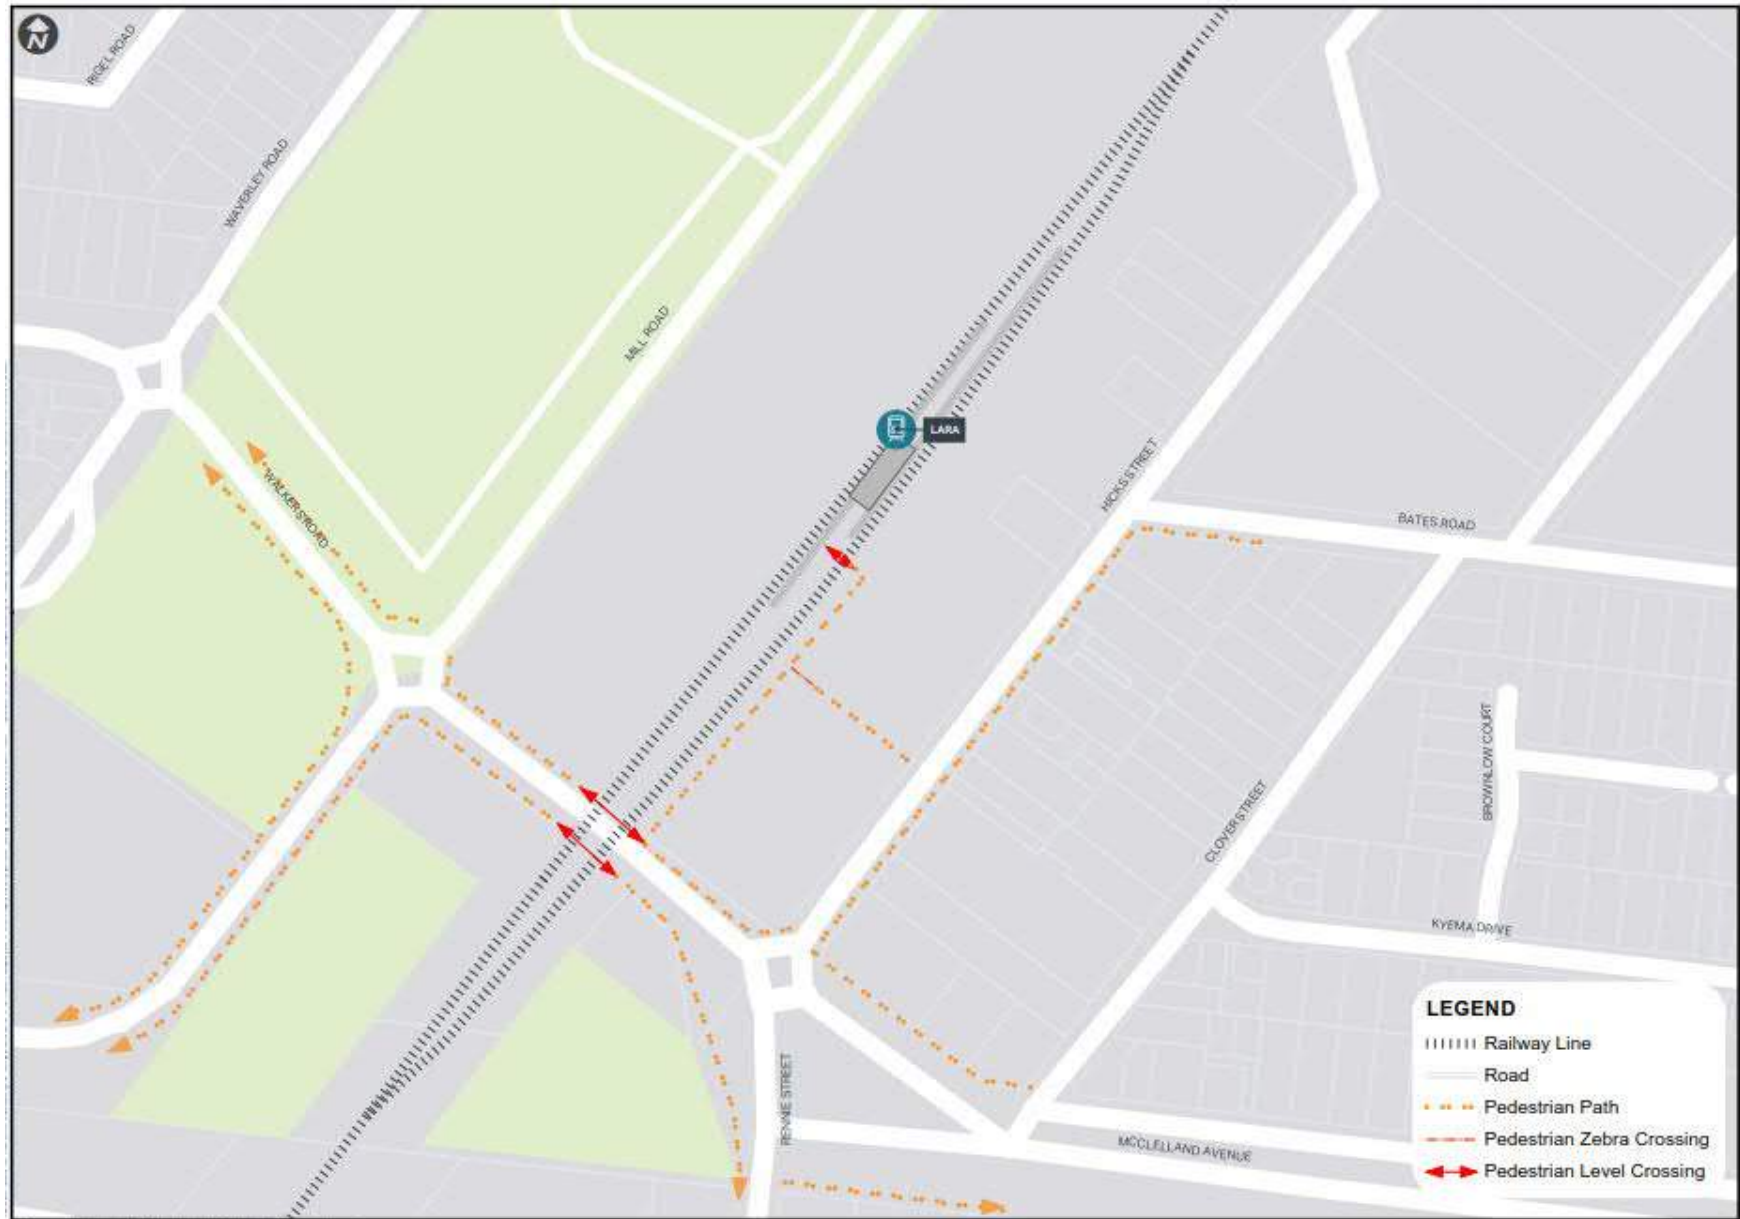 N
RIGEL ROAD
WAVERLEY ROAD
MILL ROAD
LARA
HICKS STREET
BATES ROAD
WALKERS ROAD
BROWNLOW COURT
CLOVER STREET
KYEMA DRIVE
RENNIE STREET
MCCLELLAND AVENUE
LEGEND
Railway Line
Road
Pedestrian Path
Pedestrian Zebra Crossing
Pedestrian Level Crossing